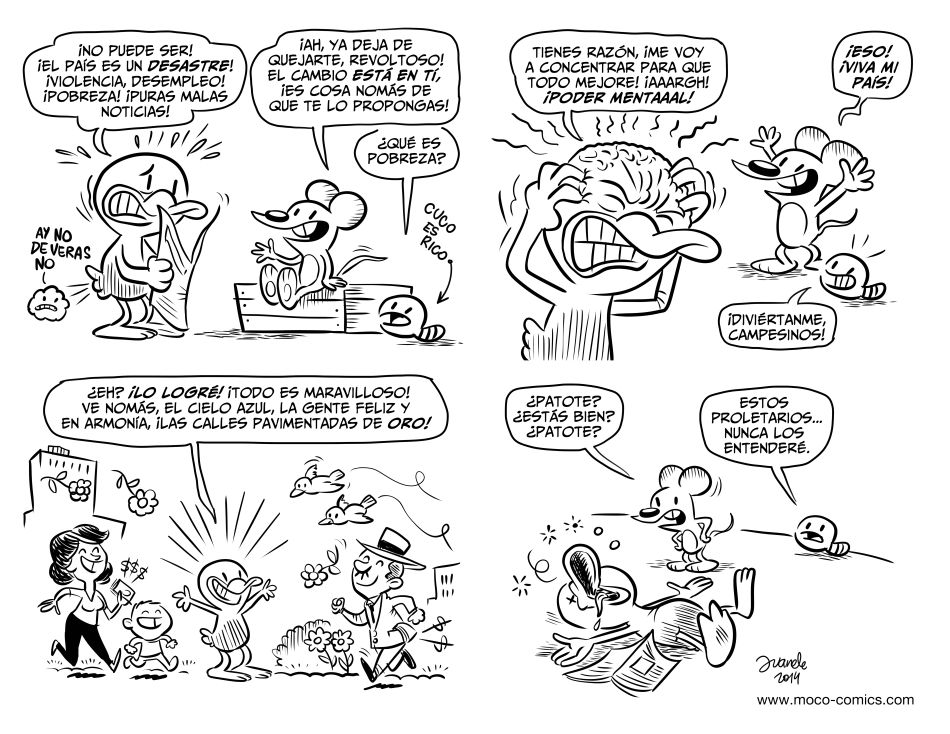 ¡NO PUEDE SER!
¡EL PAÍS ES UN DESASTRE!
¡VIOLENCIA, DESEMPLEO!
¡POBREZA! ¡PURAS MALAS
NOTICIAS!
¡AH, YA DEJA DE
QUEJARTE, REVOLTOSO!
EL CAMBIO ESTÁ EN TÍ,
¡ES COSA NOMÁS DE
QUE TE LO PROPONGAS!
¿QUÉ ES
POBREZA?
AY NO
DE VERAS
NO
CUCO
ES
RICO
TIENES RAZÓN, ¡ME VOY
A CONCENTRAR PARA QUE
TODO MEJORE! ¡AAARGH!
¡PODER MENTAAAL!
¡ESO!
¡VIVA MI
PAÍS!
¡DIVIÉRTANME,
CAMPESINOS!
¿EH? ¡LO LOGRÉ! ¡TODO ES MARAVILLOSO!
VE NOMÁS, EL CIELO AZUL, LA GENTE FELIZ Y
EN ARMONÍA, ¡LAS CALLES PAVIMENTADAS DE ORO!
$$$
$
$
¿PATOTE?
¿ESTÁS BIEN?
¿PATOTE?
ESTOS
PROLETARIOS...
NUNCA LOS
ENTENDERÉ.
Juanele
2014
www.moco-comics.com